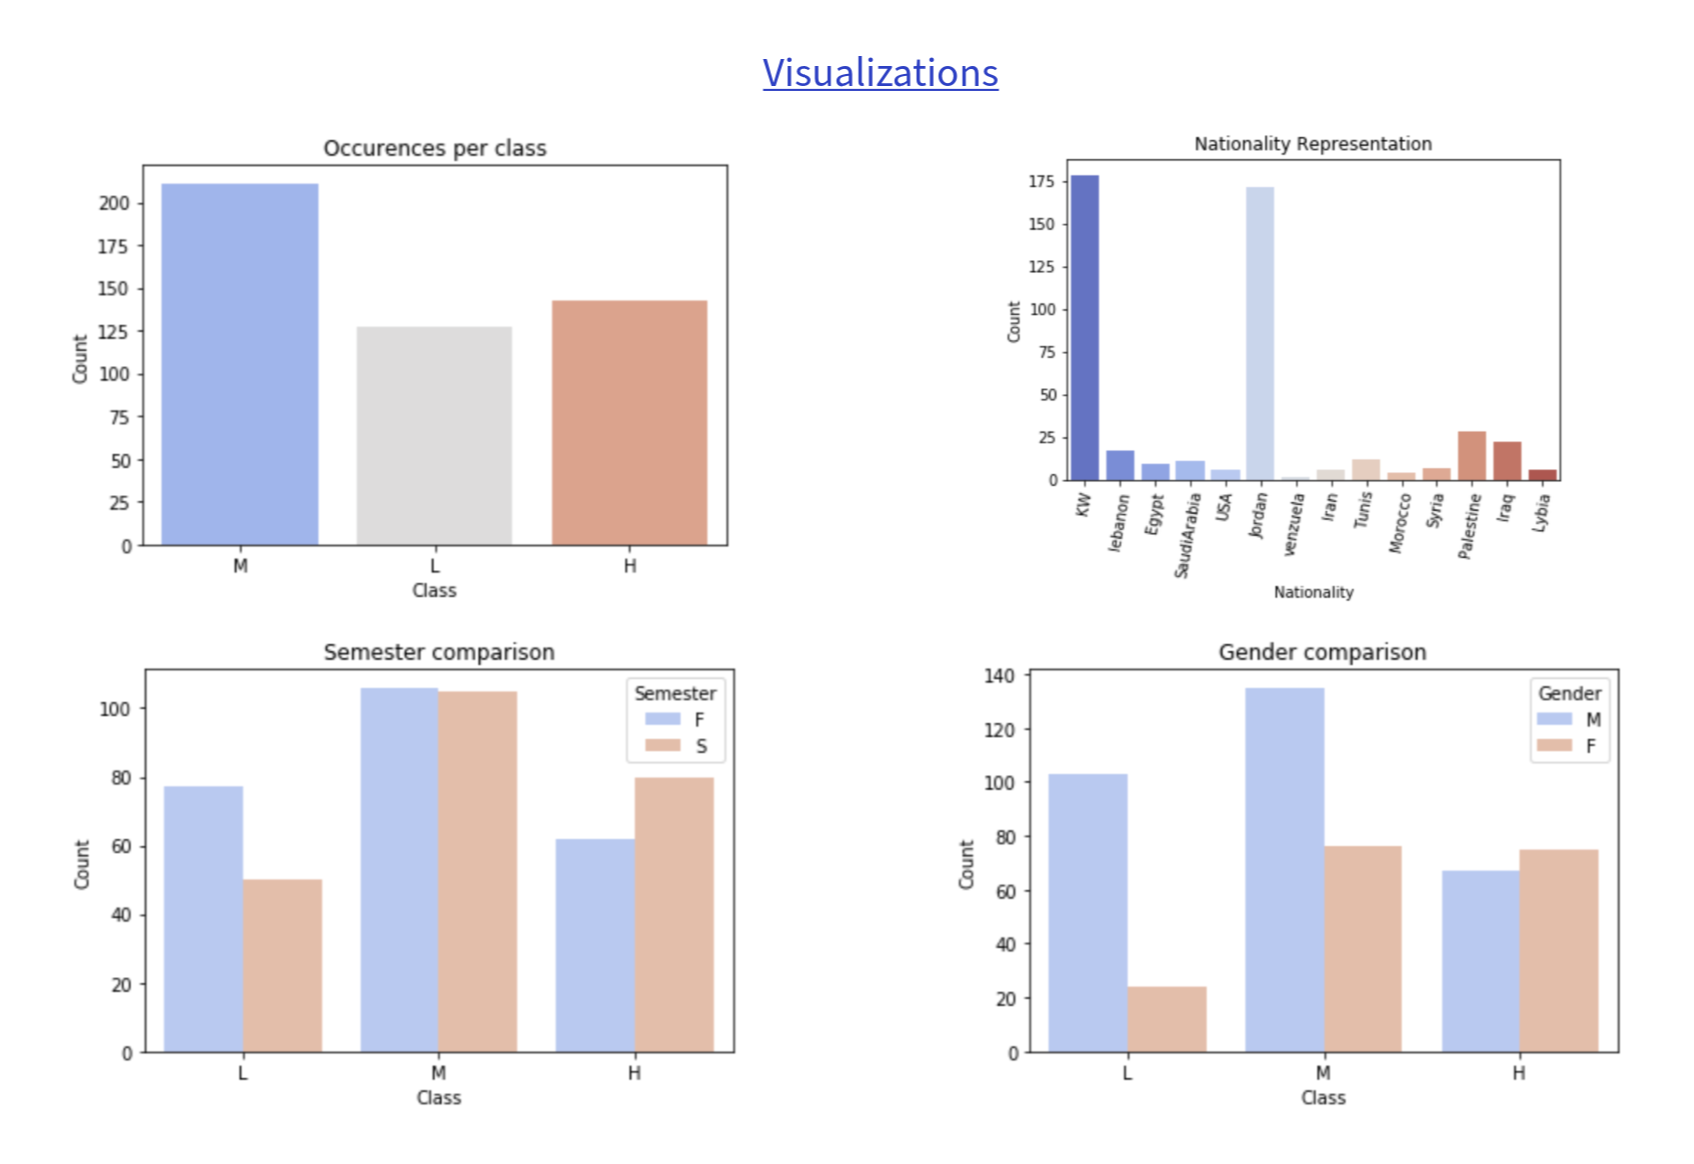 Visualizations
Occurences per class
200
175
150
125
100
75
50
25
0
Count
M
L
H
Class
Nationality Representation
175
150
125
100
75
50
25
0
Count
KW
lebanon
Egypt
SaudiArabia
USA
Jordan
venzuela
Iran
Tunis
Morocco
Syria
Palestine
Iraq
Lybia
Nationality
Semester comparison
100
80
60
40
20
0
Count
Semester
F
S
L
M
H
Class
Gender comparison
140
120
100
80
60
40
20
0
Count
Gender
M
F
L
M
H
Class